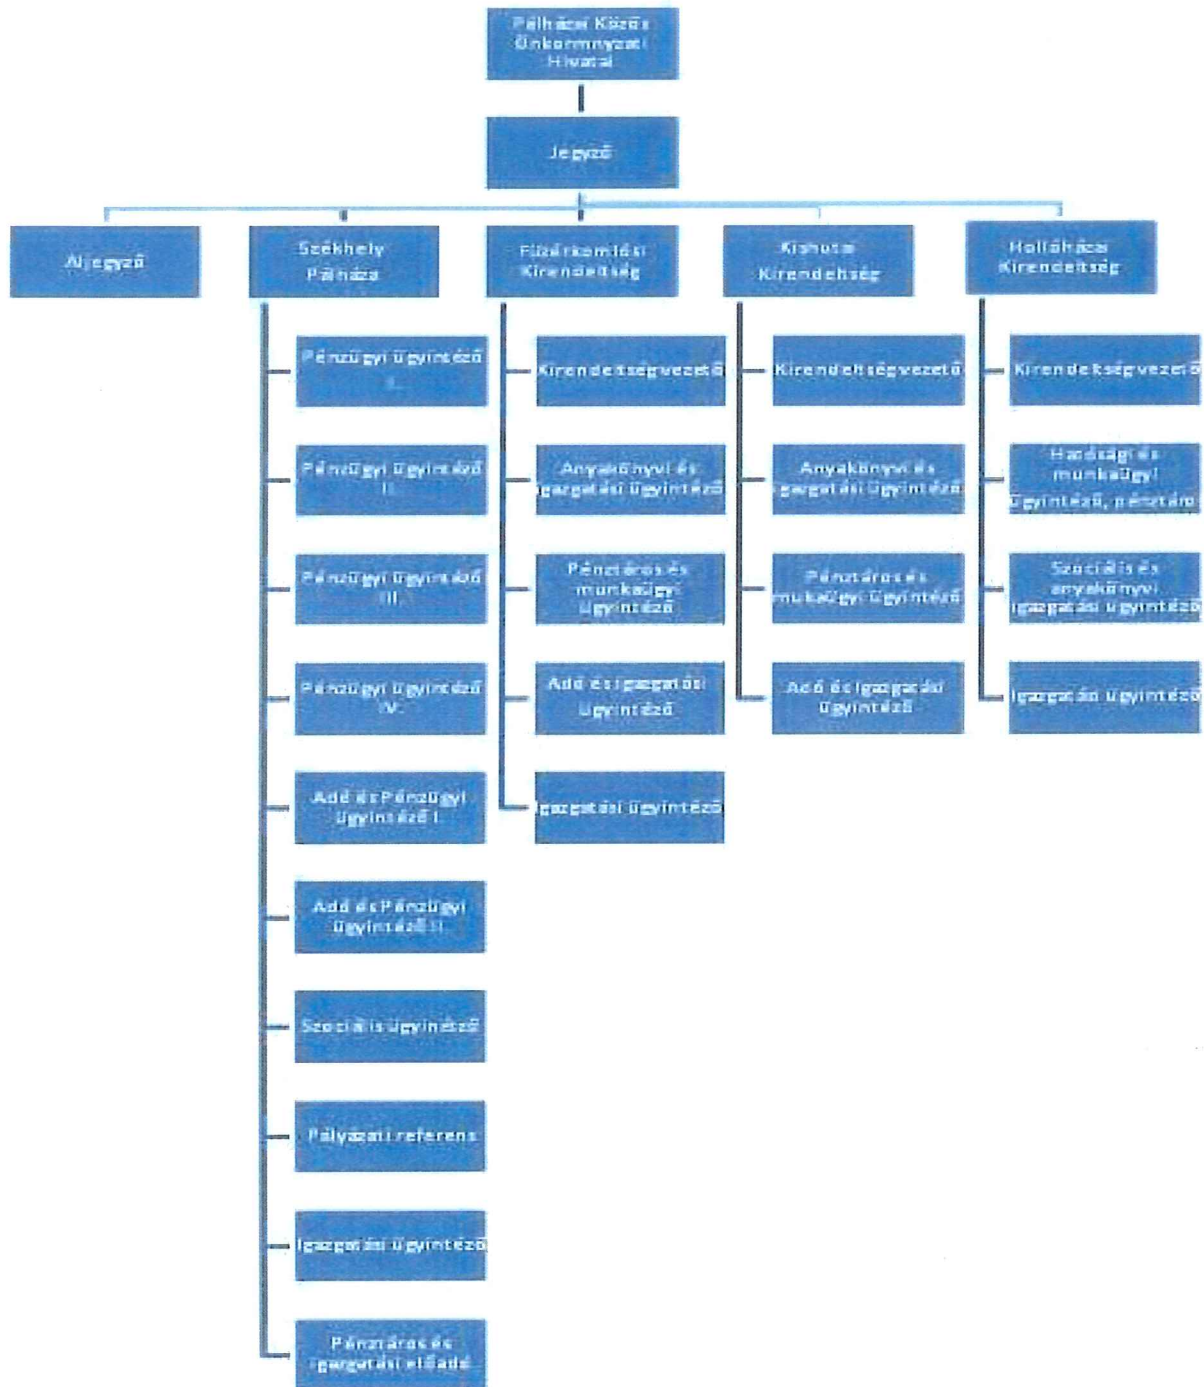 Pálházai Közös
Önkormnyzati
Hivatal
Jegyző
Aljegyző
Székhely
Pálháza
Füzérkomlósi
Kirendeltség
Kishutai
Kirendeltség
Hollóházai
Kirendeltség
Pénzügyi ügyintéző
I.
Pénzügyi ügyintéző
II.
Pénzügyi ügyintéző
III.
Pénzügyi ügyintéző
IV.
Adó és Pénzügyi
ügyintéző I.
Adó és Pénzügyi
ügyintéző II.
Szociális ügyinétző
Pályázati referens
Igazgatási ügyintéző
Pénztáros és
igazgatási előadó
Kirendeltségvezető
Anyakönyvi és
igazgatási ügyintéző
Pénztáros és
munkaügyi
ügyintéző
Adó és igazgatási
ügyintéző
Igazgatási ügyintéző
Kirendeltségvezető
Anyakönyvi és
igazgatási ügyintéző
Pénztáros és
mukaügyi ügyintéző
Adó és igazgatási
ügyintéző
Kirendeltségvezető
Hatósági és
munkaügyi
ügyintéző, pénztáros
Szociális és
anyakönyvi
igazgatási ügyintéző
Igazgatási ügyintéző